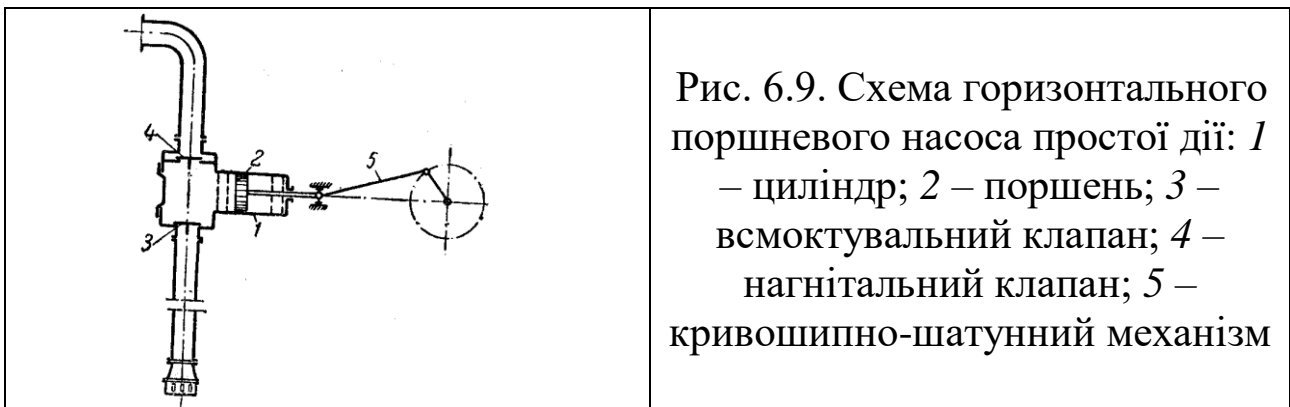 4
2
5
3
1
Рис. 6.9. Схема горизонтального
поршневого насоса простої дії: 1
– циліндр; 2 – поршень; 3 –
всмоктувальний клапан; 4 –
нагнітальний клапан; 5 –
кривошипно-шатунний механізм